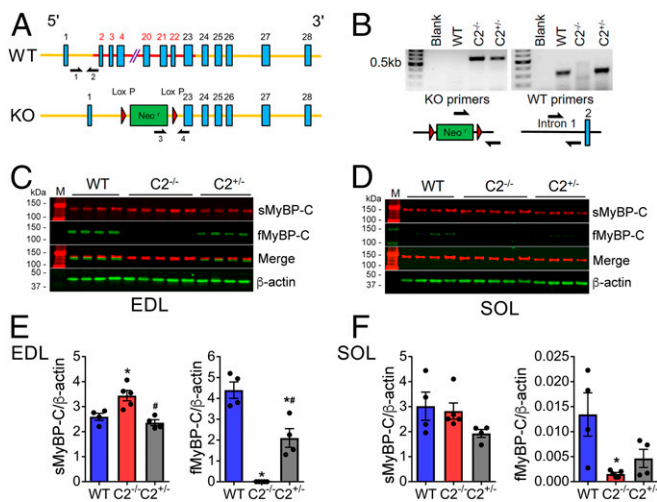 A
5'
3'
1 2 3 4 20 21 22 23 24 25 26 27 28
WT
1 2
Lox P Lox P
1 23 24 25 26 27 28
KO
Neo r
3 4
B
Blank WT C2-/- C2+/- Blank WT C2-/- C2+/-
0.5kb
KO primers WT primers
Neo r
Intron 1 2
C
kDa M WT C2-/- C2+/-
150 -
100 -
sMyBP-C
150 -
100 -
fMyBP-C
150 -
100 -
Merge
50 -
37 -
β-actin
EDL
D
kDa M WT C2-/- C2+/-
150 -
100 -
sMyBP-C
150 -
100 -
fMyBP-C
150 -
100 -
Merge
50 -
37 -
β-actin
SOL
E
EDL
sMyBP-C/β-actin
5
4
3
2
1
0
* #
WT C2-/- C2+/-
fMyBP-C/β-actin
6
5
4
3
2
1
0
* *#
WT C2-/- C2+/-
F
SOL
sMyBP-C/β-actin
5
4
3
2
1
0
WT C2-/- C2+/-
fMyBP-C/β-actin
0.025
0.020
0.015
0.010
0.005
0.000
*
WT C2-/- C2+/-